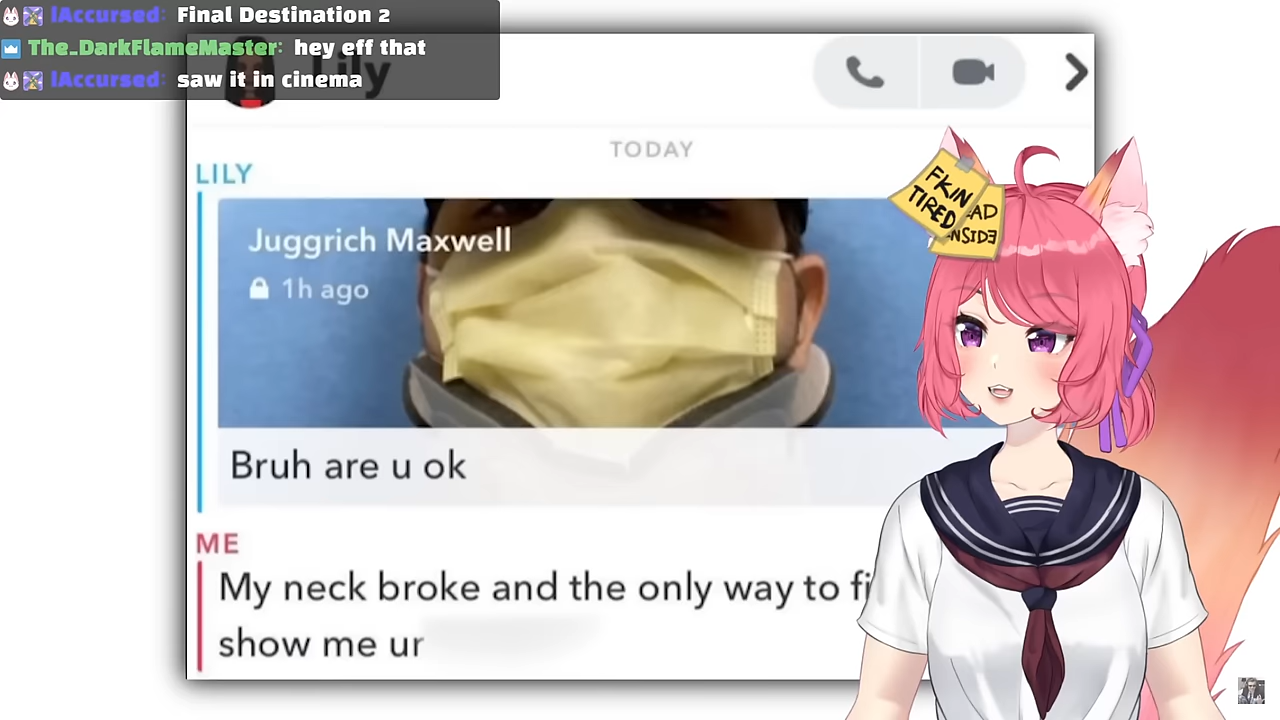 lAccursed: Final Destination 2
The_DarkFlameMaster: hey eff that
lAccursed: saw it in cinema
Lily
TODAY
LILY
Juggrich Maxwell
1h ago
Bruh are u ok
ME
My neck broke and the only way to fi
show me ur
FKIN
TIRED
EAD
INSIDE